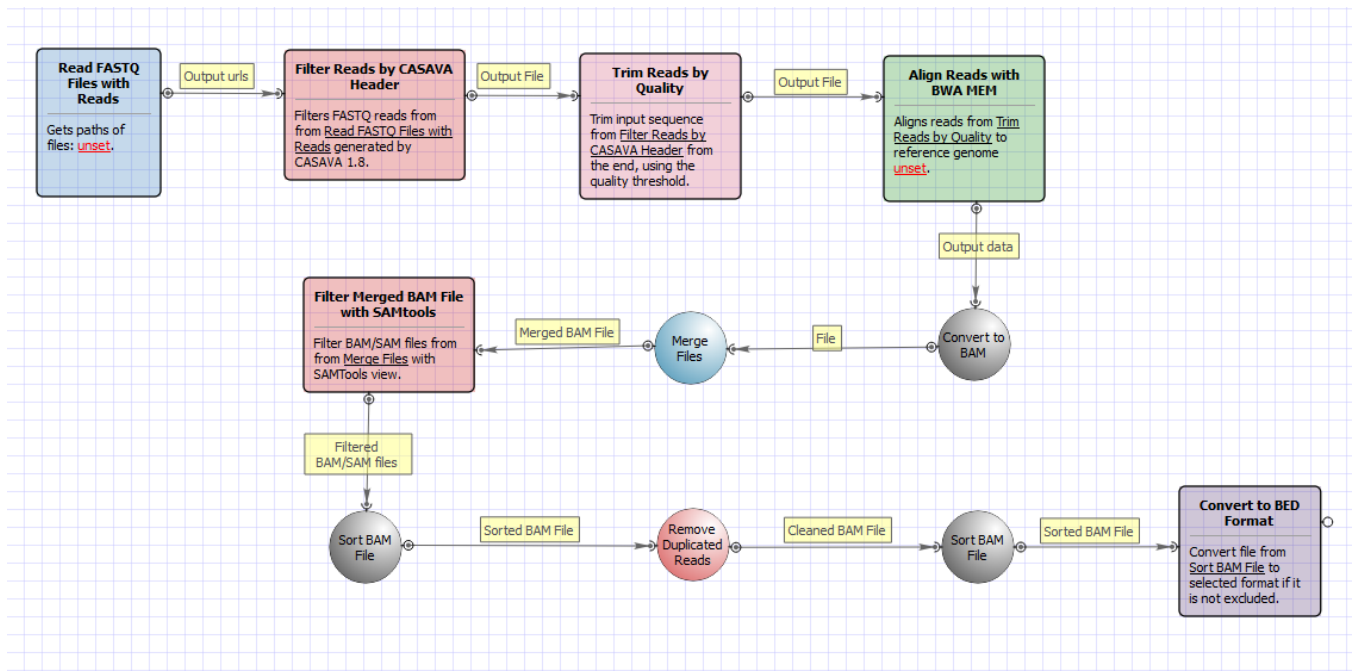 Read FASTQ
Files with
Reads
Gets paths of
files: unset.
Output urls
Filter Reads by CASAVA
Header
Filters FASTQ reads from
from Read FASTQ Files with
Reads generated by
CASAVA 1.8.
Output File
Trim Reads by
Quality
Trim input sequence
from Filter Reads by
CASAVA Header from
the end, using the
quality threshold.
Output File
Align Reads with
BWA MEM
Aligns reads from Trim
Reads by Quality to
reference genome
unset.
Output data
Convert to
BAM
File
Merge
Files
Merged BAM File
Filter Merged BAM File
with SAMtools
Filter BAM/SAM files from
from Merge Files with
SAMTools view.
Filtered
BAM/SAM files
Sort BAM
File
Sorted BAM File
Remove
Duplicated
Reads
Cleaned BAM File
Sort BAM
File
Sorted BAM File
Convert to BED
Format
Convert file from
Sort BAM File to
selected format if it
is not excluded.